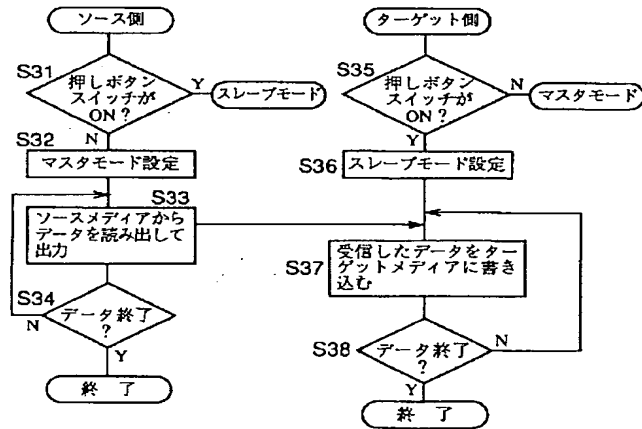 ソース側
S31
押しボタン
スイッチが
ON?
Y
スレーブモード
N
S32
マスタモード設定
S33
ソースメディアから
データを読み出して
出力
S34
データ終了
?
N
Y
終 了
ターゲット側
S35
押しボタン
スイッチが
ON?
N
マスタモード
Y
S36
スレーブモード設定
S37
受信したデータをター
ゲットメディアに書き
込む
S38
データ終了
?
N
Y
終 了